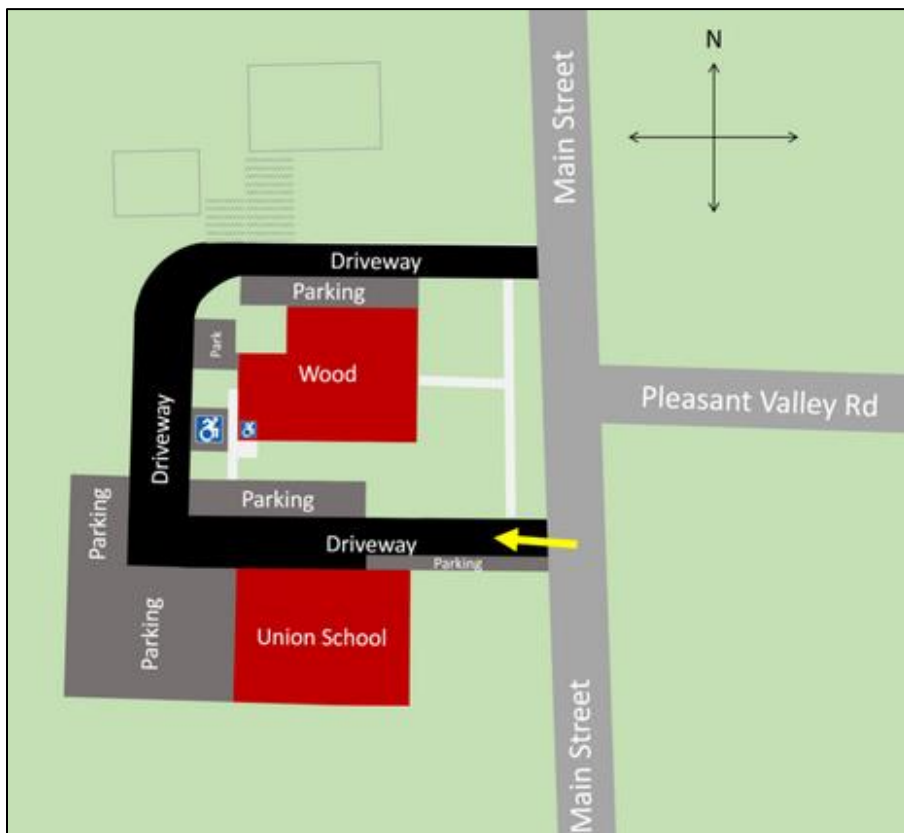 N
Main Street
Driveway
Parking
Park
Wood
Pleasant Valley Rd
Driveway
Parking
Parking
Driveway
Parking
Parking
Union School
Main Street